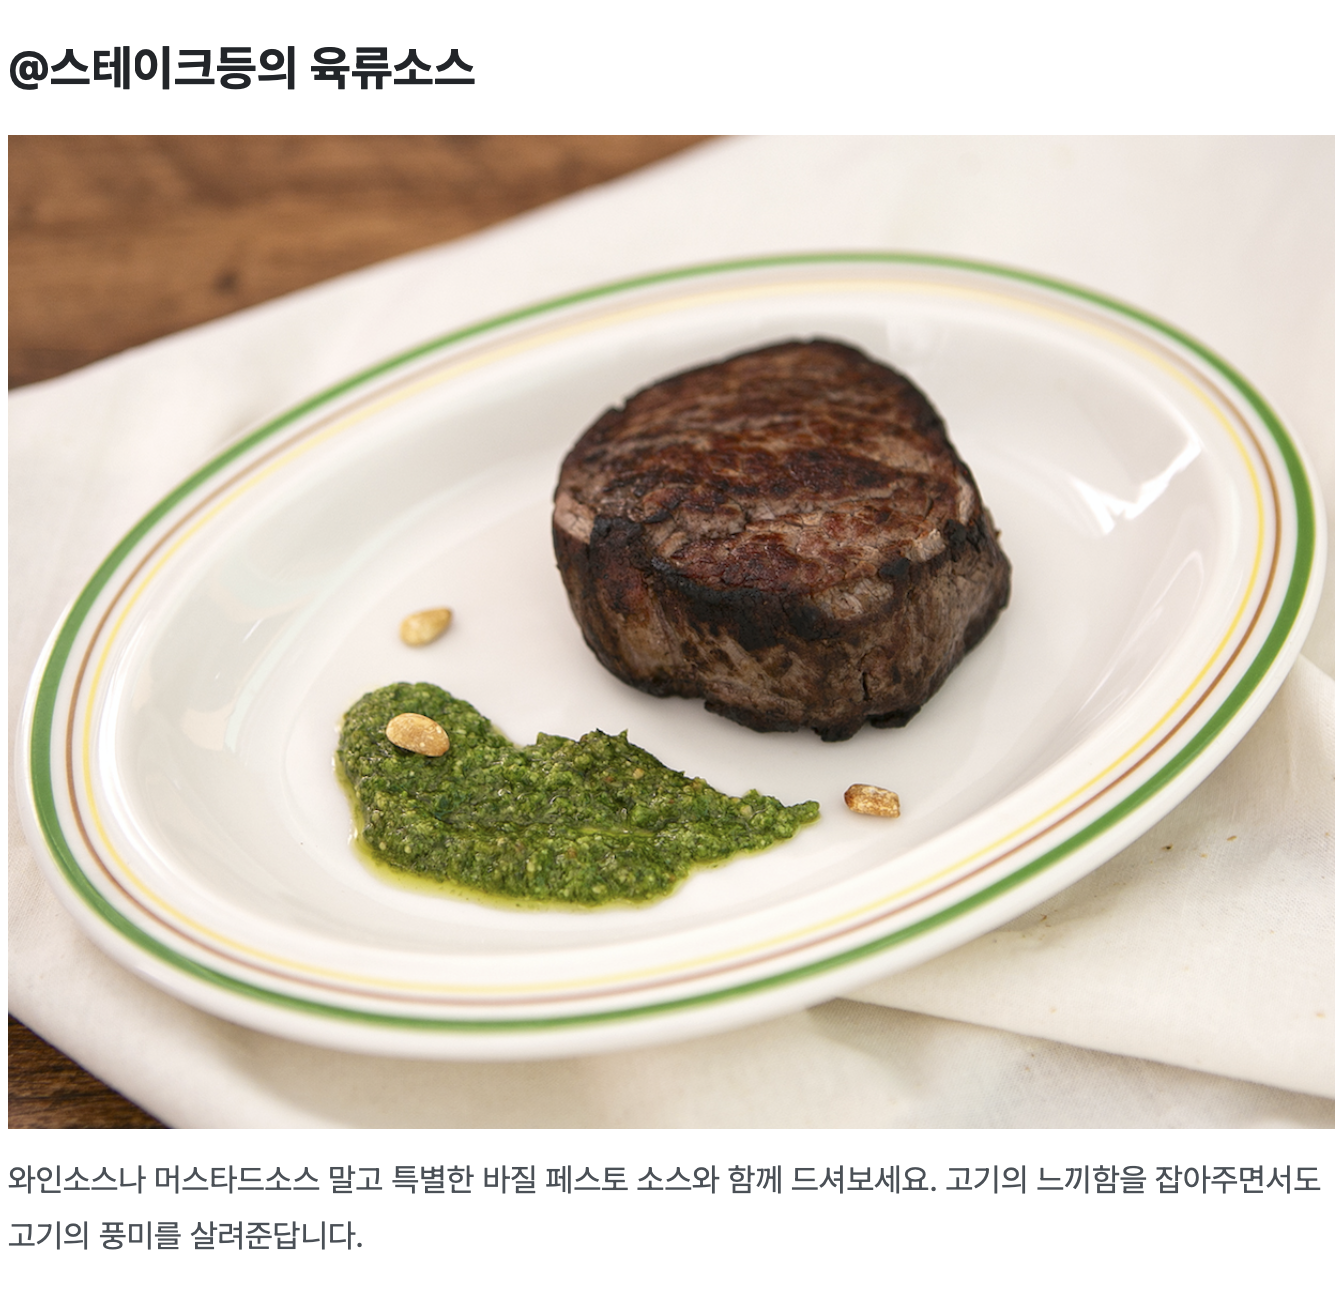 @스테이크등의 육류소스
와인소스나 머스타드소스 말고 특별한 바질 페스토 소스와 함께 드셔보세요. 고기의 느끼함을 잡아주면서도
고기의 풍미를 살려준답니다.